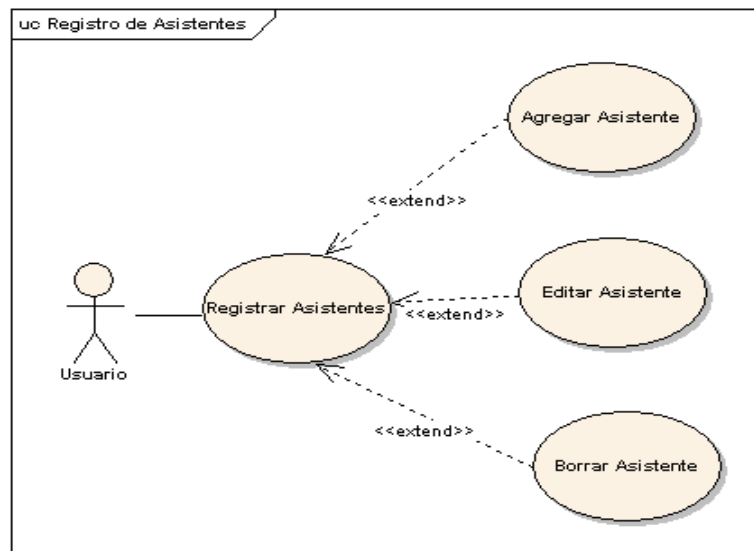 uc Registro de Asistentes
Agregar Asistente
<<extend>>
Registrar Asistentes
<<extend>>
Editar Asistente
Usuario
<<extend>>
Borrar Asistente